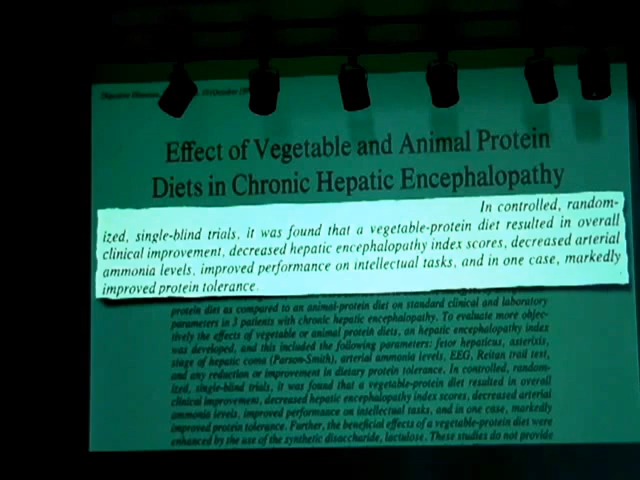 Effect of Vegetable and Animal Protein
Diets in Chronic Hepatic Encephalopathy
In controlled, random-
ized, single-blind trials, it was found that a vegetable-protein diet resulted in overall
clinical improvement, decreased hepatic encephalopathy index scores, decreased arterial
ammonia levels, improved performance on intellectual tasks, and in one case, markedly
improved protein tolerance.
protein diet as compared to an animal-protein diet on standard clinical and laboratory
parameters in 3 patients with chronic hepatic encephalopathy. To evaluate more objec-
tively the effects of vegetable or animal protein diets, an hepatic encephalopathy index
was developed, and this included the following parameters: fetor hepaticus, asterixis,
stage of hepatic coma (Parson-Smith), arterial ammonia levels, EEG, Reitan trail test,
and any reduction or improvement in dietary protein tolerance. In controlled, random-
ized, single-blind trials, it was found that a vegetable-protein diet resulted in overall
clinical improvement, decreased hepatic encephalopathy index scores, decreased arterial
ammonia levels, improved performance on intellectual tasks, and in one case, markedly
improved protein tolerance. Further, the beneficial effects of a vegetable-protein diet were
enhanced by the use of the synthetic disaccharide, lactulose. These studies do not provide